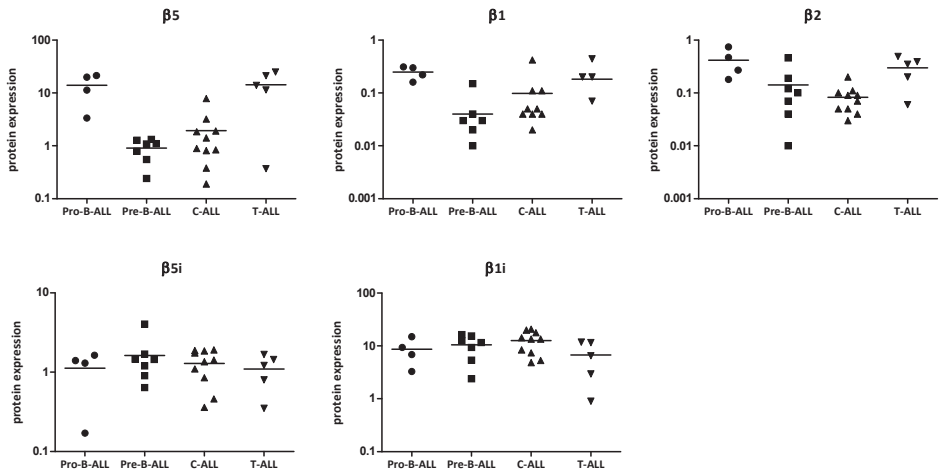 β5
protein expression
100
10
1
0.1
Pro-B-ALL Pre-B-ALL C-ALL T-ALL
β1
protein expression
1
0.1
0.01
0.001
Pro-B-ALL Pre-B-ALL C-ALL T-ALL
β2
protein expression
1
0.1
0.01
0.001
Pro-B-ALL Pre-B-ALL C-ALL T-ALL
β5i
protein expression
10
1
0.1
Pro-B-ALL Pre-B-ALL C-ALL T-ALL
β1i
protein expression
100
10
1
0.1
Pro-B-ALL Pre-B-ALL C-ALL T-ALL